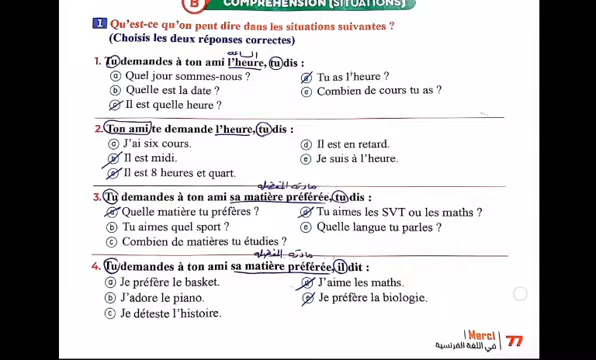 B COMPRÉHENSION (SITUATIONS)
1 Qu'est-ce qu'on peut dire dans les situations suivantes ?
(Choisis les deux réponses correctes)
الساعة
1. Tu demandes à ton ami l'heure, tu dis :
ⓐ Quel jour sommes-nous ?
ⓑ Quelle est la date ?
ⓒ Il est quelle heure ?
ⓓ Tu as l'heure ?
ⓔ Combien de cours tu as ?
2. Ton ami te demande l'heure, tu dis :
ⓐ J'ai six cours.
ⓑ Il est midi.
ⓒ Il est 8 heures et quart.
ⓓ Il est en retard.
ⓔ Je suis à l'heure.
مادته المفضلة
3. Tu demandes à ton ami sa matière préférée, tu dis :
ⓐ Quelle matière tu préfères ?
ⓑ Tu aimes quel sport ?
ⓒ Combien de matières tu étudies ?
ⓓ Tu aimes les SVT ou les maths ?
ⓔ Quelle langue tu parles ?
مادته المفضلة
4. Tu demandes à ton ami sa matière préférée, il dit :
ⓐ Je préfère le basket.
ⓑ J'adore le piano.
ⓒ Je déteste l'histoire.
ⓓ J'aime les maths.
ⓔ Je préfère la biologie.
Merci
في اللغة الفرنسية
77